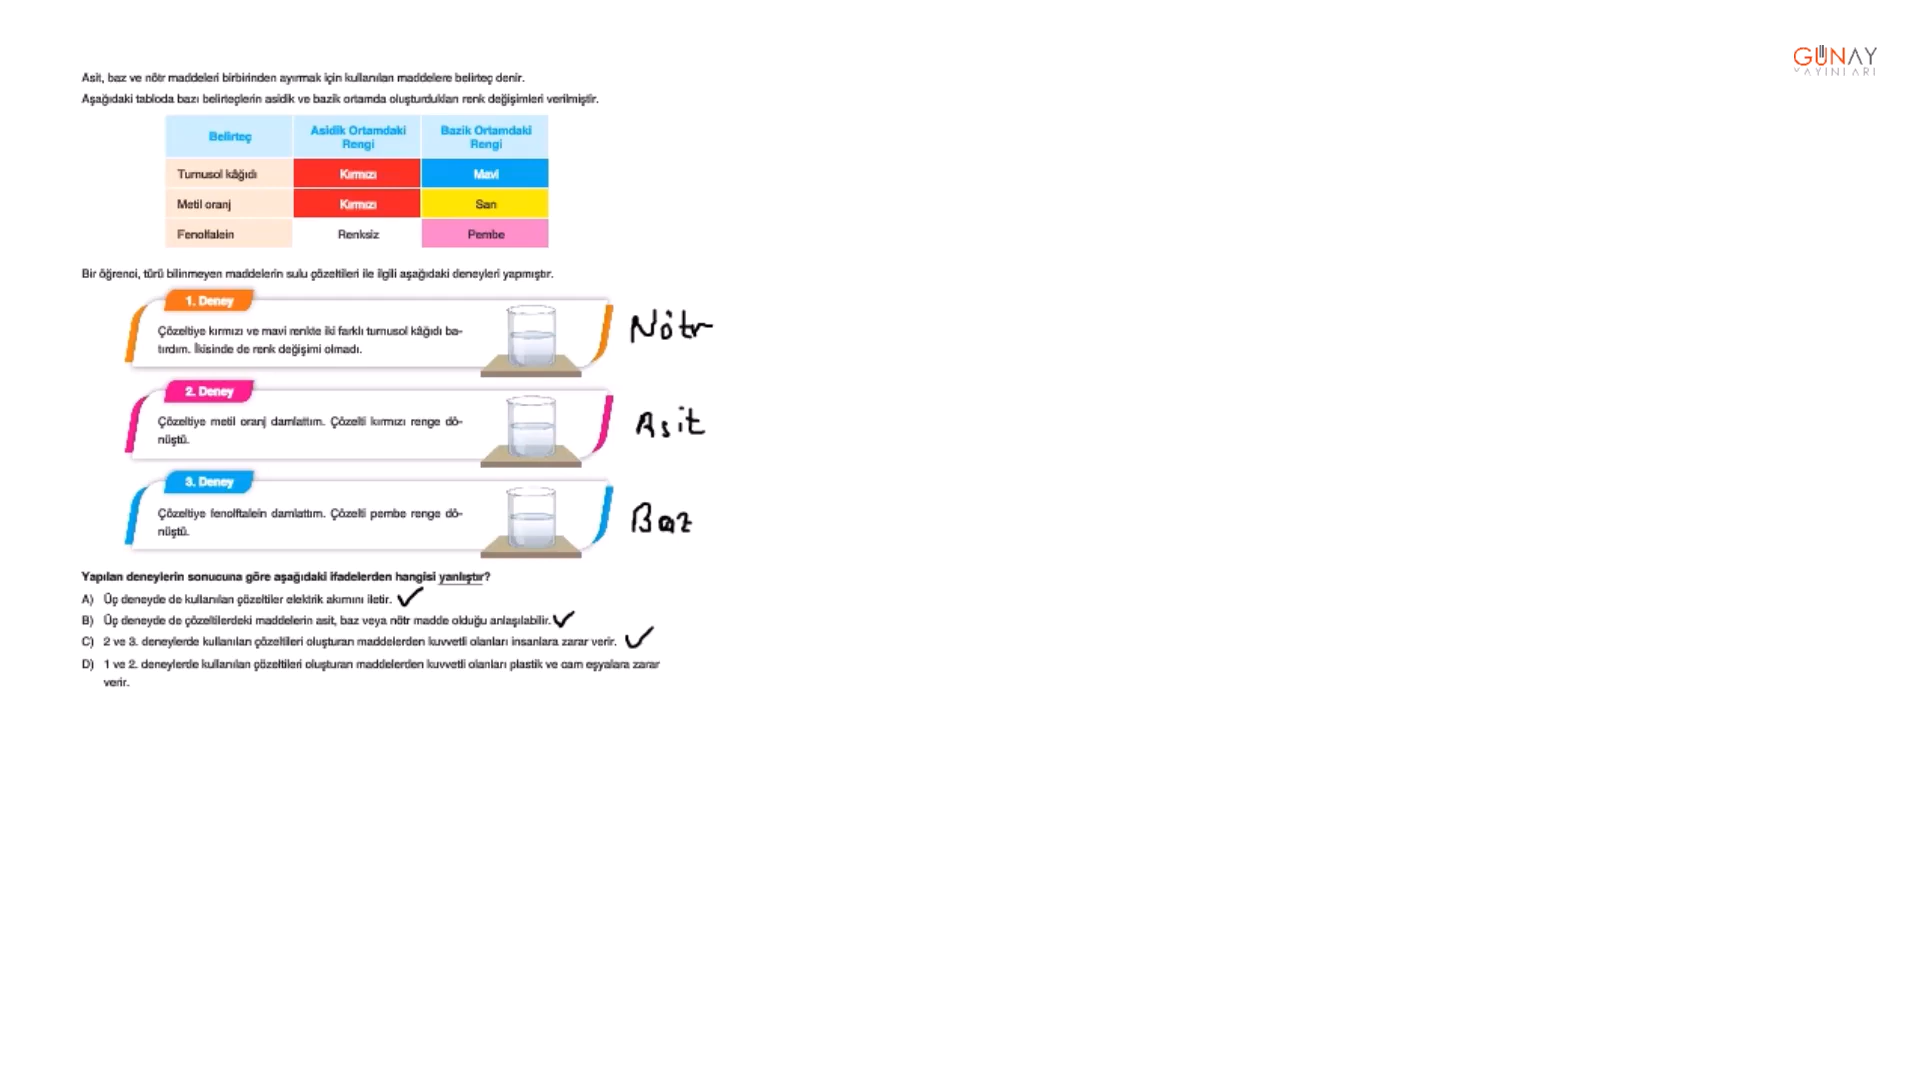 GÜNAY
YAYINLARI
Asit, baz ve nötr maddeleri birbirinden ayırmak için kullanılan maddelere belirteç denir.
Aşağıdaki tabloda bazı belirteçlerin asidik ve bazik ortamda oluşturdukları renk değişimleri verilmiştir.
Belirteç
Asidik Ortamdaki Rengi
Bazik Ortamdaki Rengi
Turnusol kâğıdı Kırmızı Mavi
Metil oranj Kırmızı Sarı
Fenolftalein Renksiz Pembe
Bir öğrenci, türü bilinmeyen maddelerin sulu çözeltileri ile ilgili aşağıdaki deneyleri yapmıştır.
1. Deney
Çözeltiye kırmızı ve mavi renkte iki farklı turnusol kâğıdı ba-
tırdım. İkisinde de renk değişimi olmadı.
Nötr
2. Deney
Çözeltiye metil oranj damlattım. Çözelti kırmızı renge dö-
nüştü.
Asit
3. Deney
Çözeltiye fenolftalein damlattım. Çözelti pembe renge dö-
nüştü.
Baz
Yapılan deneylerin sonucuna göre aşağıdaki ifadelerden hangisi yanlıştır?
A) Üç deneyde de kullanılan çözeltiler elektrik akımını iletir.
B) Üç deneyde de çözeltilerdeki maddelerin asit, baz veya nötr madde olduğu anlaşılabilir.
C) 2 ve 3. deneylerde kullanılan çözeltileri oluşturan maddelerden kuvvetli olanları insanlara zarar verir.
D) 1 ve 2. deneylerde kullanılan çözeltileri oluşturan maddelerden kuvvetli olanları plastik ve cam eşyalara zarar
verir.